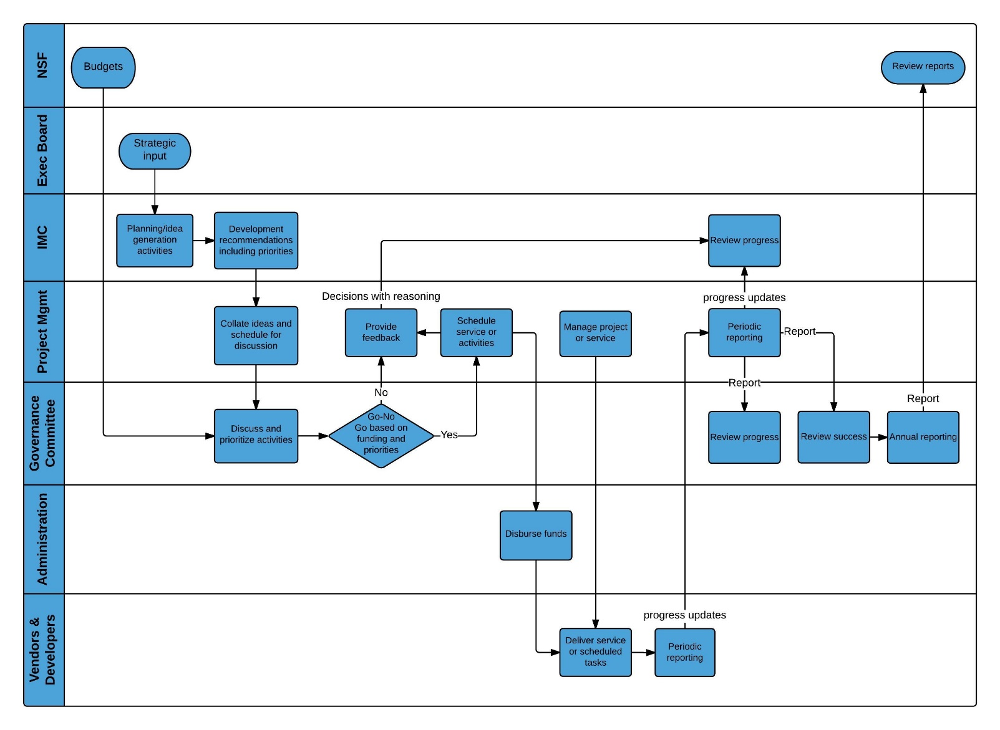 NSF
Budgets
Review reports
Exec Board
Strategic
input
IMC
Planning/idea
generation
activities
Development
recommendations
including priorities
Review progress
Project Mgmt
Decisions with reasoning
progress updates
Collate ideas and
schedule for
discussion
Provide
feedback
Schedule
service or
activities
Manage project
or service
Periodic
reporting
Report
Governance
Committee
Report
No
Report
Discuss and
prioritize activities
Go-No
Go based on
funding and
priorities
Yes
Review progress
Review success
Annual reporting
Administration
Disburse funds
Vendors &
Developers
progress updates
Deliver service
or scheduled
tasks
Periodic
reporting